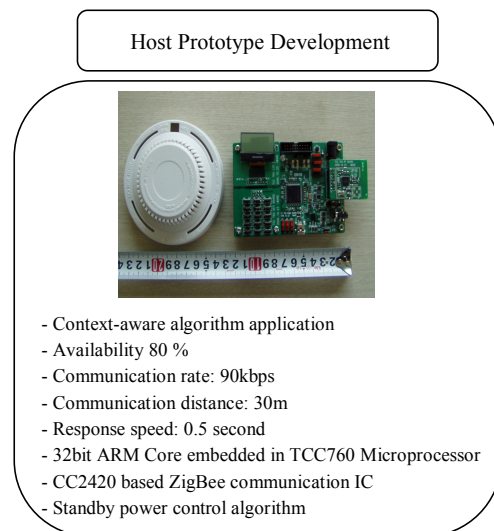 Host Prototype Development
- Context-aware algorithm application
- Availability 80 %
- Communication rate: 90kbps
- Communication distance: 30m
- Response speed: 0.5 second
- 32bit ARM Core embedded in TCC760 Microprocessor
- CC2420 based ZigBee communication IC
- Standby power control algorithm